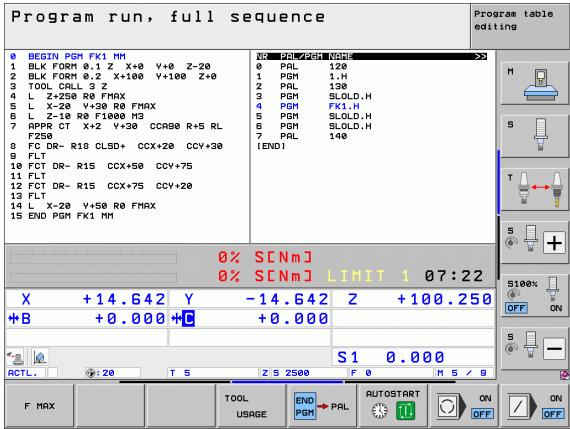 Program run, full sequence
Program table
editing
0 BEGIN PGM FK1 MM
1 BLK FORM 0.1 Z X+0 Y+0 Z-20
2 BLK FORM 0.2 X+100 Y+100 Z+0
3 TOOL CALL 3 Z
4 L Z+250 R0 FMAX
5 L X-20 Y+30 R0 FMAX
6 L Z-10 R0 F1000 M3
7 APPR CT X+2 Y+30 CCA90 R+5 RL
F250
8 FC DR- R18 CLSD+ CCX+20 CCY+30
9 FLT
10 FCT DR- R15 CCX+50 CCY+75
11 FLT
12 FCT DR- R15 CCX+75 CCY+20
13 FLT
14 L X-20 Y+50 R0 FMAX
15 END PGM FK1 MM
NR PAL/PGM NAME >>
0 PAL 120
1 PGM 1.H
2 PAL 130
3 PGM SLOLD.H
4 PGM FK1.H
5 PGM SLOLD.H
6 PGM SLOLD.H
7 PAL 140
[END]
M
S
T
S
+
S100%
OFF ON
S
−
0% S[Nm]
0% S[Nm] LIMIT 1 07:22
X +14.642 Y -14.642 Z +100.250
B +0.000 C +0.000
S1 0.000
ACTL. : 20 T 5 Z S 2500 F 0 M 5 / 9
F MAX
TOOL
USAGE
END
PGM → PAL
AUTOSTART
ON
OFF
ON
OFF